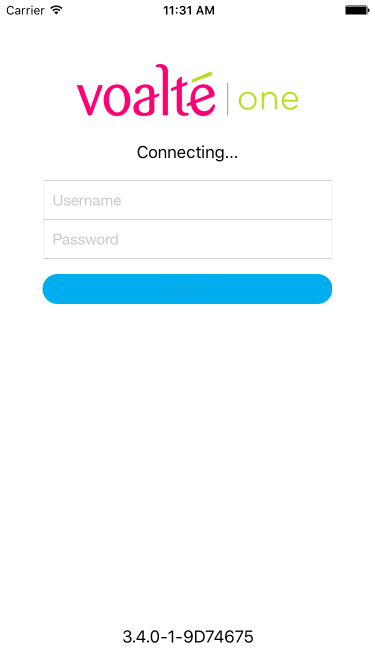 Carrier 11:31 AM
voalté | one
Connecting...
Username
Password
3.4.0-1-9D74675